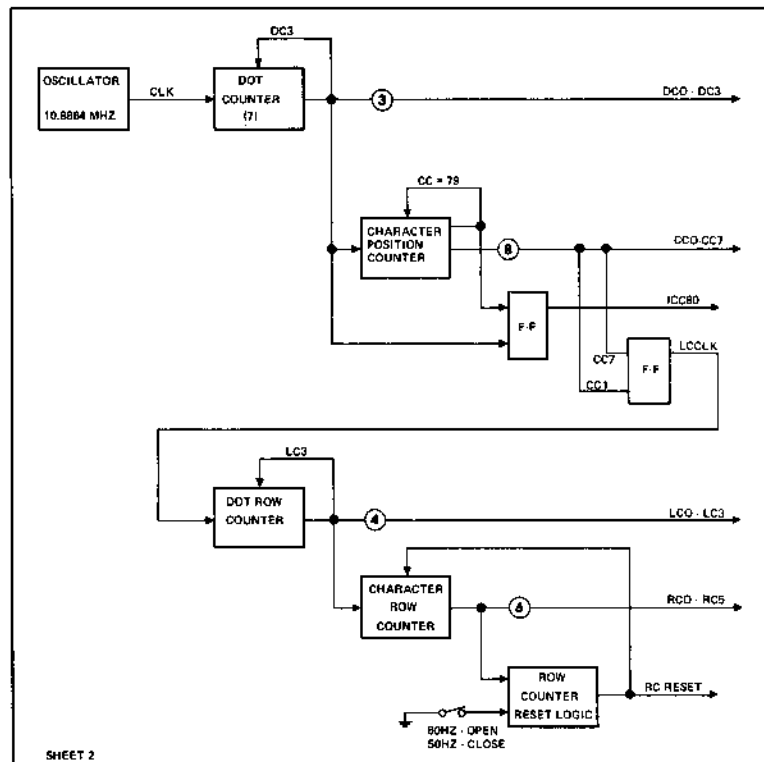 DC3
OSCILLATOR
10.8864 MHZ
CLK
DOT
COUNTER
(7)
3
DC0 - DC3
CC = 79
CHARACTER
POSITION
COUNTER
8
CC0-CC7
F-F
ICC80
LCCLK
CC7
F-F
CC1
LC3
DOT ROW
COUNTER
4
LC0 - LC3
CHARACTER
ROW
COUNTER
6
RC0 - RC5
ROW
COUNTER
RESET LOGIC
RC RESET
60HZ - OPEN
50HZ - CLOSE
SHEET 2